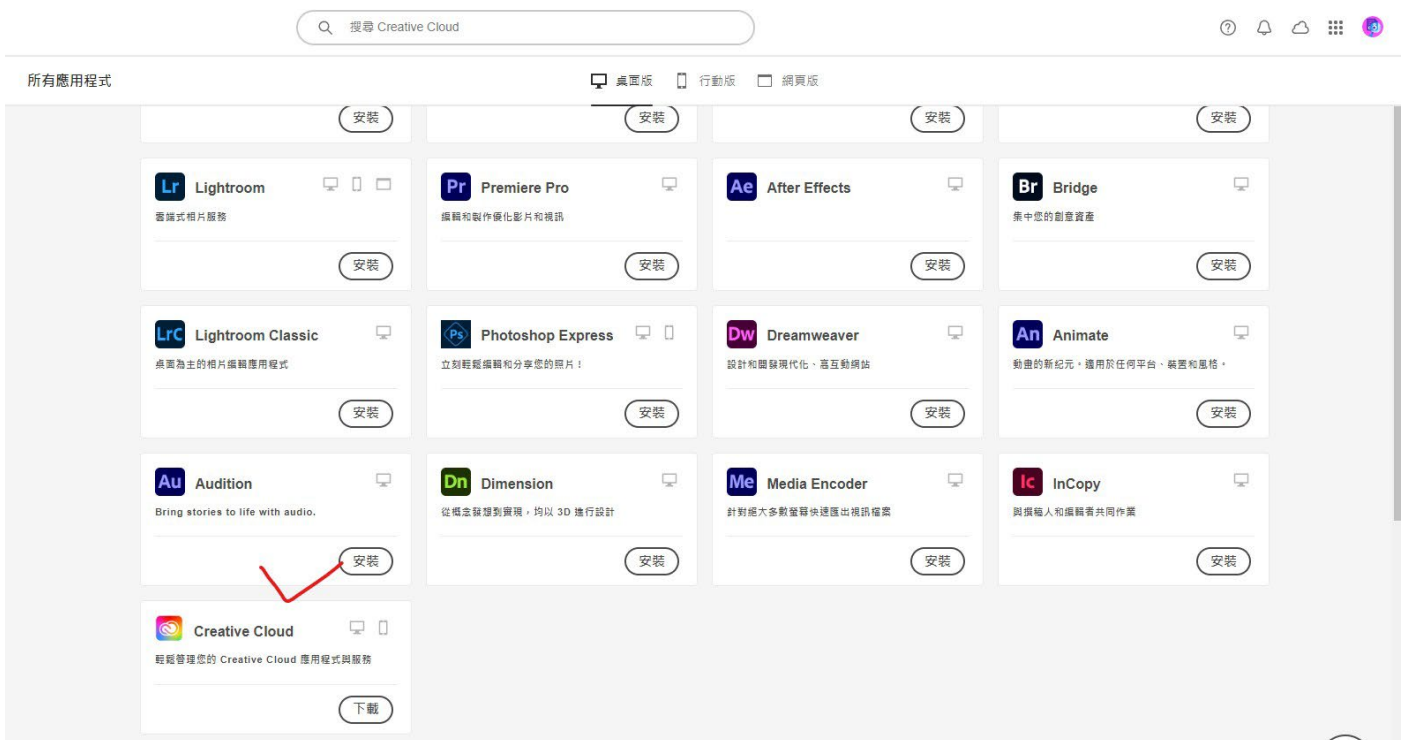 搜尋 Creative Cloud
所有應用程式
桌面版 行動版 網頁版
安裝 安裝 安裝 安裝
Lr Lightroom
雲端式相片服務
安裝
Pr Premiere Pro
編輯和製作優化影片和視訊
安裝
Ae After Effects
安裝
Br Bridge
集中您的創意資產
安裝
LrC Lightroom Classic
桌面為主的相片編輯應用程式
安裝
Ps Photoshop Express
立刻輕鬆編輯和分享您的照片！
安裝
Dw Dreamweaver
設計和開發現代化、高互動網站
安裝
An Animate
動畫的新紀元。適用於任何平台、裝置和風格。
安裝
Au Audition
Bring stories to life with audio.
安裝
Dn Dimension
從概念發想到實現，均以 3D 進行設計
安裝
Me Media Encoder
針對絕大多數螢幕快速匯出視訊檔案
安裝
Ic InCopy
與撰稿人和編輯者共同作業
安裝
Creative Cloud
輕鬆管理您的 Creative Cloud 應用程式與服務
下載